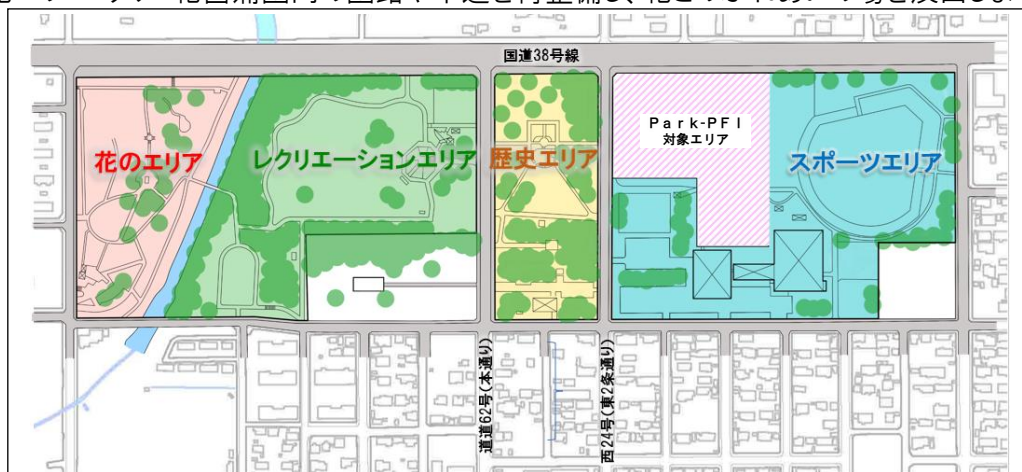 国道38号線
花のエリア
レクリエーションエリア
歴史エリア
Park-PFI
対象エリア
スポーツエリア
道道62号(本通り)
西24号(東2条通り)